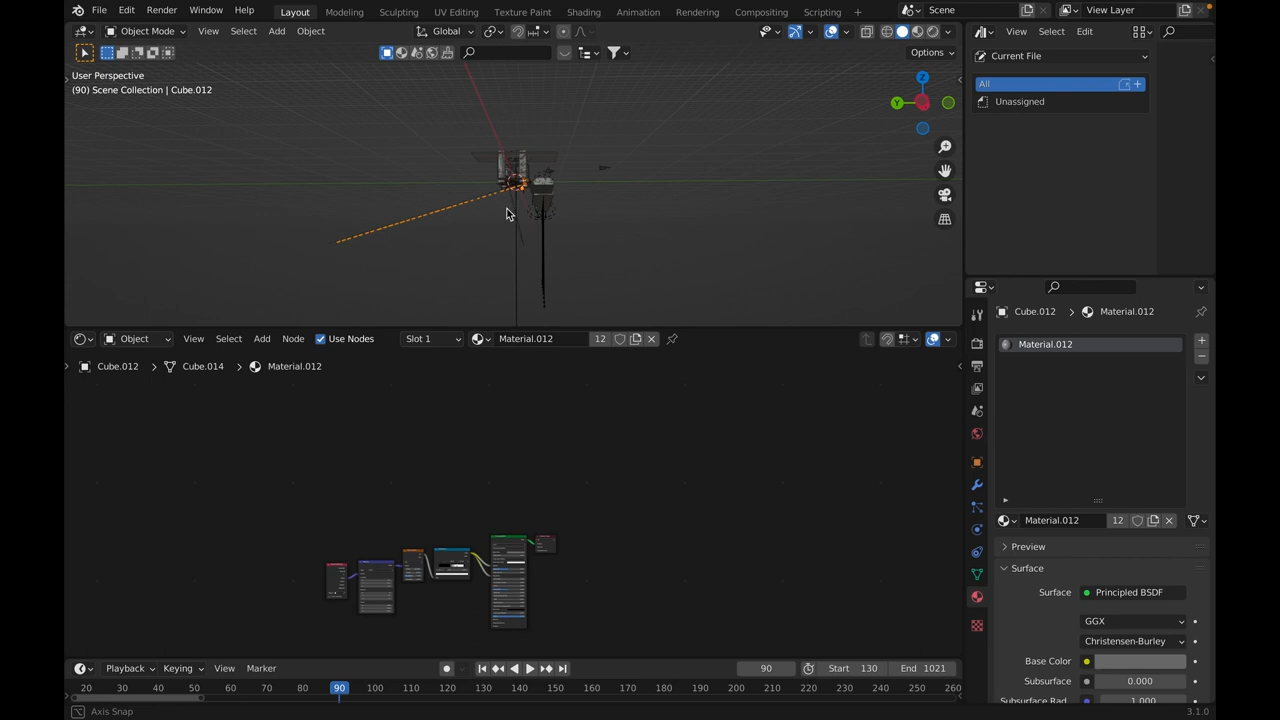 File Edit Render Window Help Layout Modeling Sculpting UV Editing Texture Paint Shading Animation Rendering Compositing Scripting + Scene View Layer
Object Mode View Select Add Object Global View Select Edit
Options Current File
User Perspective
(90) Scene Collection | Cube.012
Z
Y
All
Unassigned
Cube.012 Material.012
Material.012
Object View Select Add Node Use Nodes Slot 1 Material.012 12
Cube.012 Cube.014 Material.012
Material.012 12
Preview
Surface
Surface Principled BSDF
GGX
Christensen-Burley
Base Color
Subsurface 0.000
Subsurface Rad 1.000
Playback Keying View Marker 90 Start 130 End 1021
20 30 40 50 60 70 80 90 100 110 120 130 140 150 160 170 180 190 200 210 220 230 240 250 260
Axis Snap 3.1.0